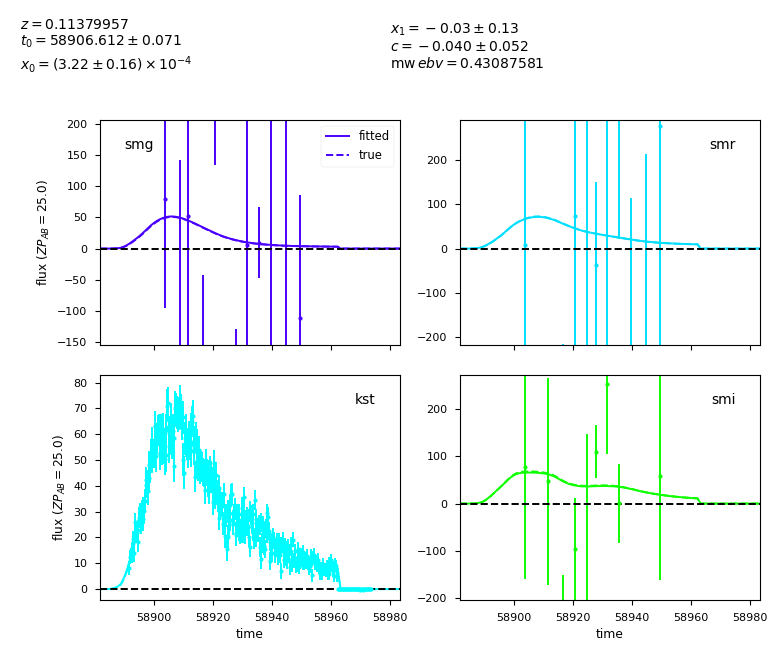 z = 0.11379957
t₀ = 58906.612 ± 0.071
x₀ = (3.22 ± 0.16) × 10⁻⁴
x₁ = −0.03 ± 0.13
c = −0.040 ± 0.052
mw ebv = 0.43087581
smg
fitted
true
200
150
100
50
0
−50
−100
−150
flux (ZP_AB = 25.0)
smr
200
100
0
−100
−200
kst
80
70
60
50
40
30
20
10
0
flux (ZP_AB = 25.0)
58900 58920 58940 58960 58980
time
smi
200
100
0
−100
−200
58900 58920 58940 58960 58980
time